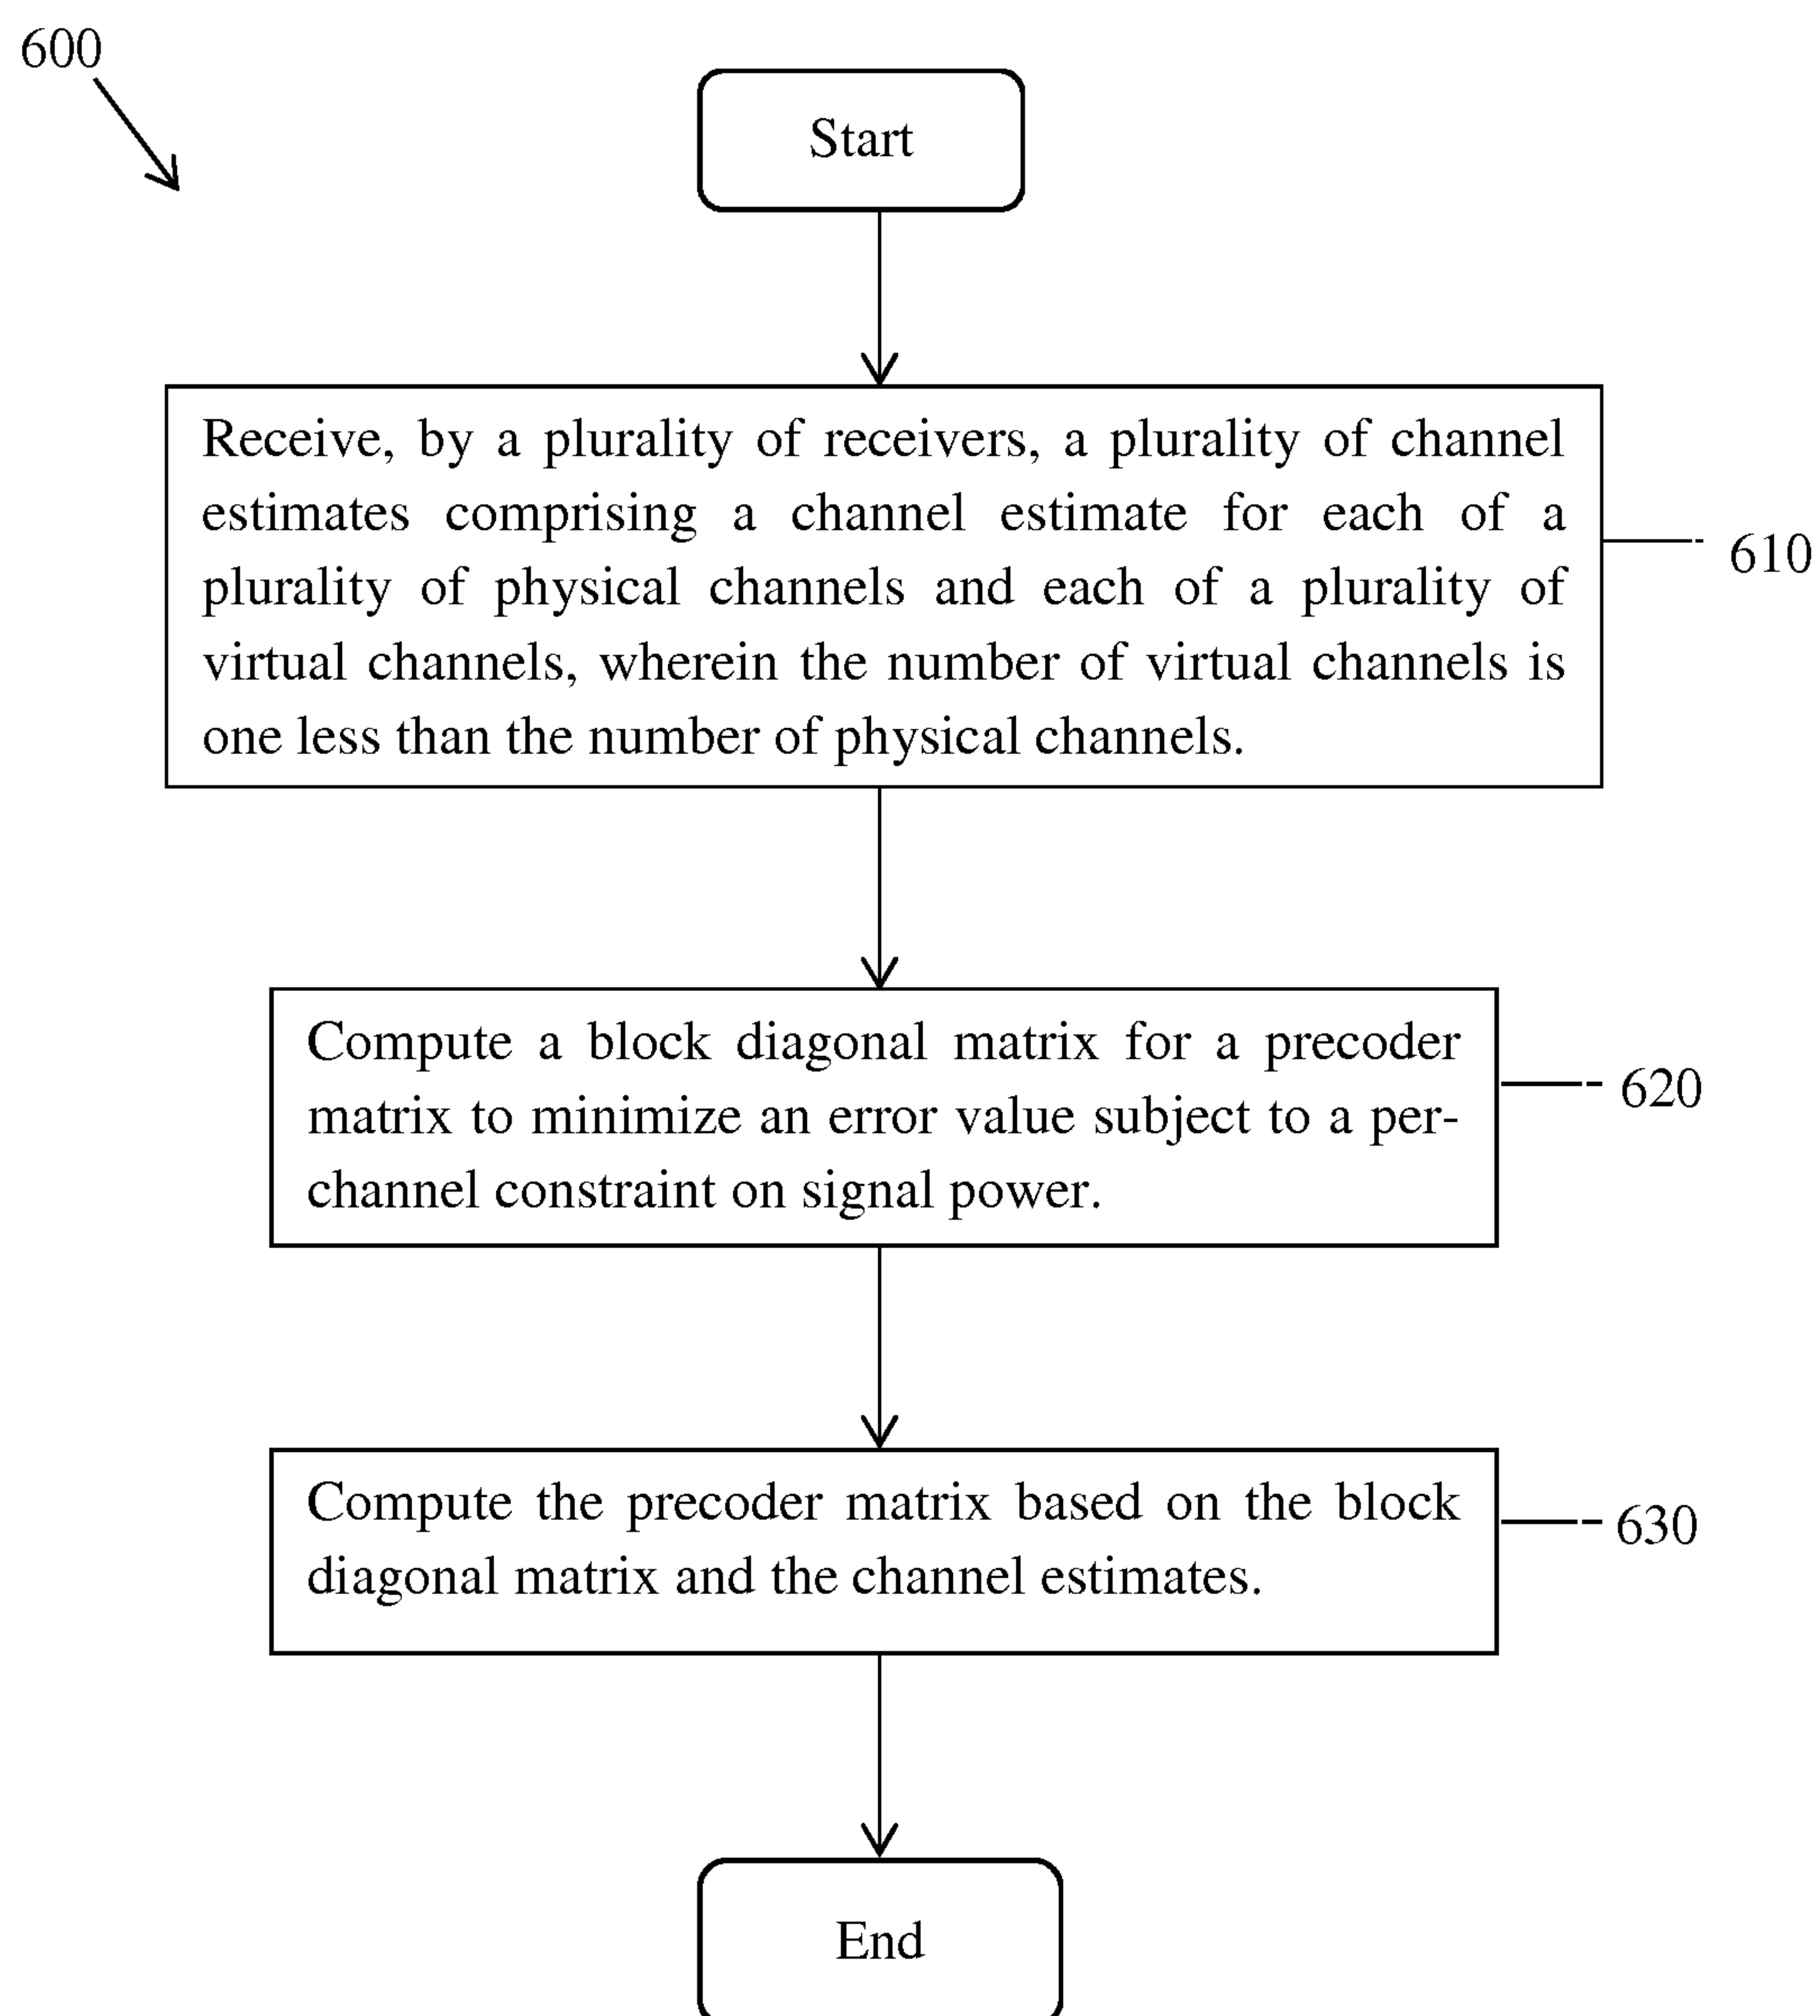 600
Start
Receive, by a plurality of receivers, a plurality of channel
estimates comprising a channel estimate for each of a
plurality of physical channels and each of a plurality of
virtual channels, wherein the number of virtual channels is
one less than the number of physical channels.
610
Compute a block diagonal matrix for a precoder
matrix to minimize an error value subject to a per-
channel constraint on signal power.
620
Compute the precoder matrix based on the block
diagonal matrix and the channel estimates.
630
End